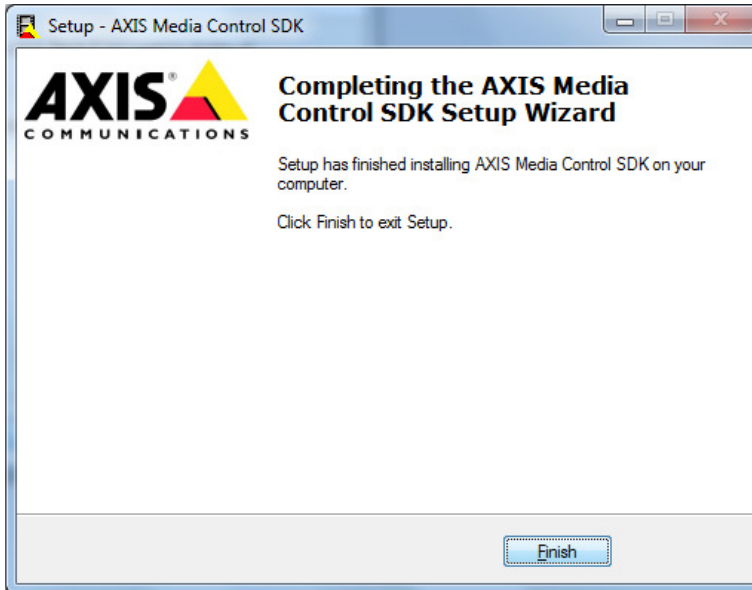 Setup - AXIS Media Control SDK
AXIS®
COMMUNICATIONS
Completing the AXIS Media
Control SDK Setup Wizard
Setup has finished installing AXIS Media Control SDK on your
computer.
Click Finish to exit Setup.
Finish